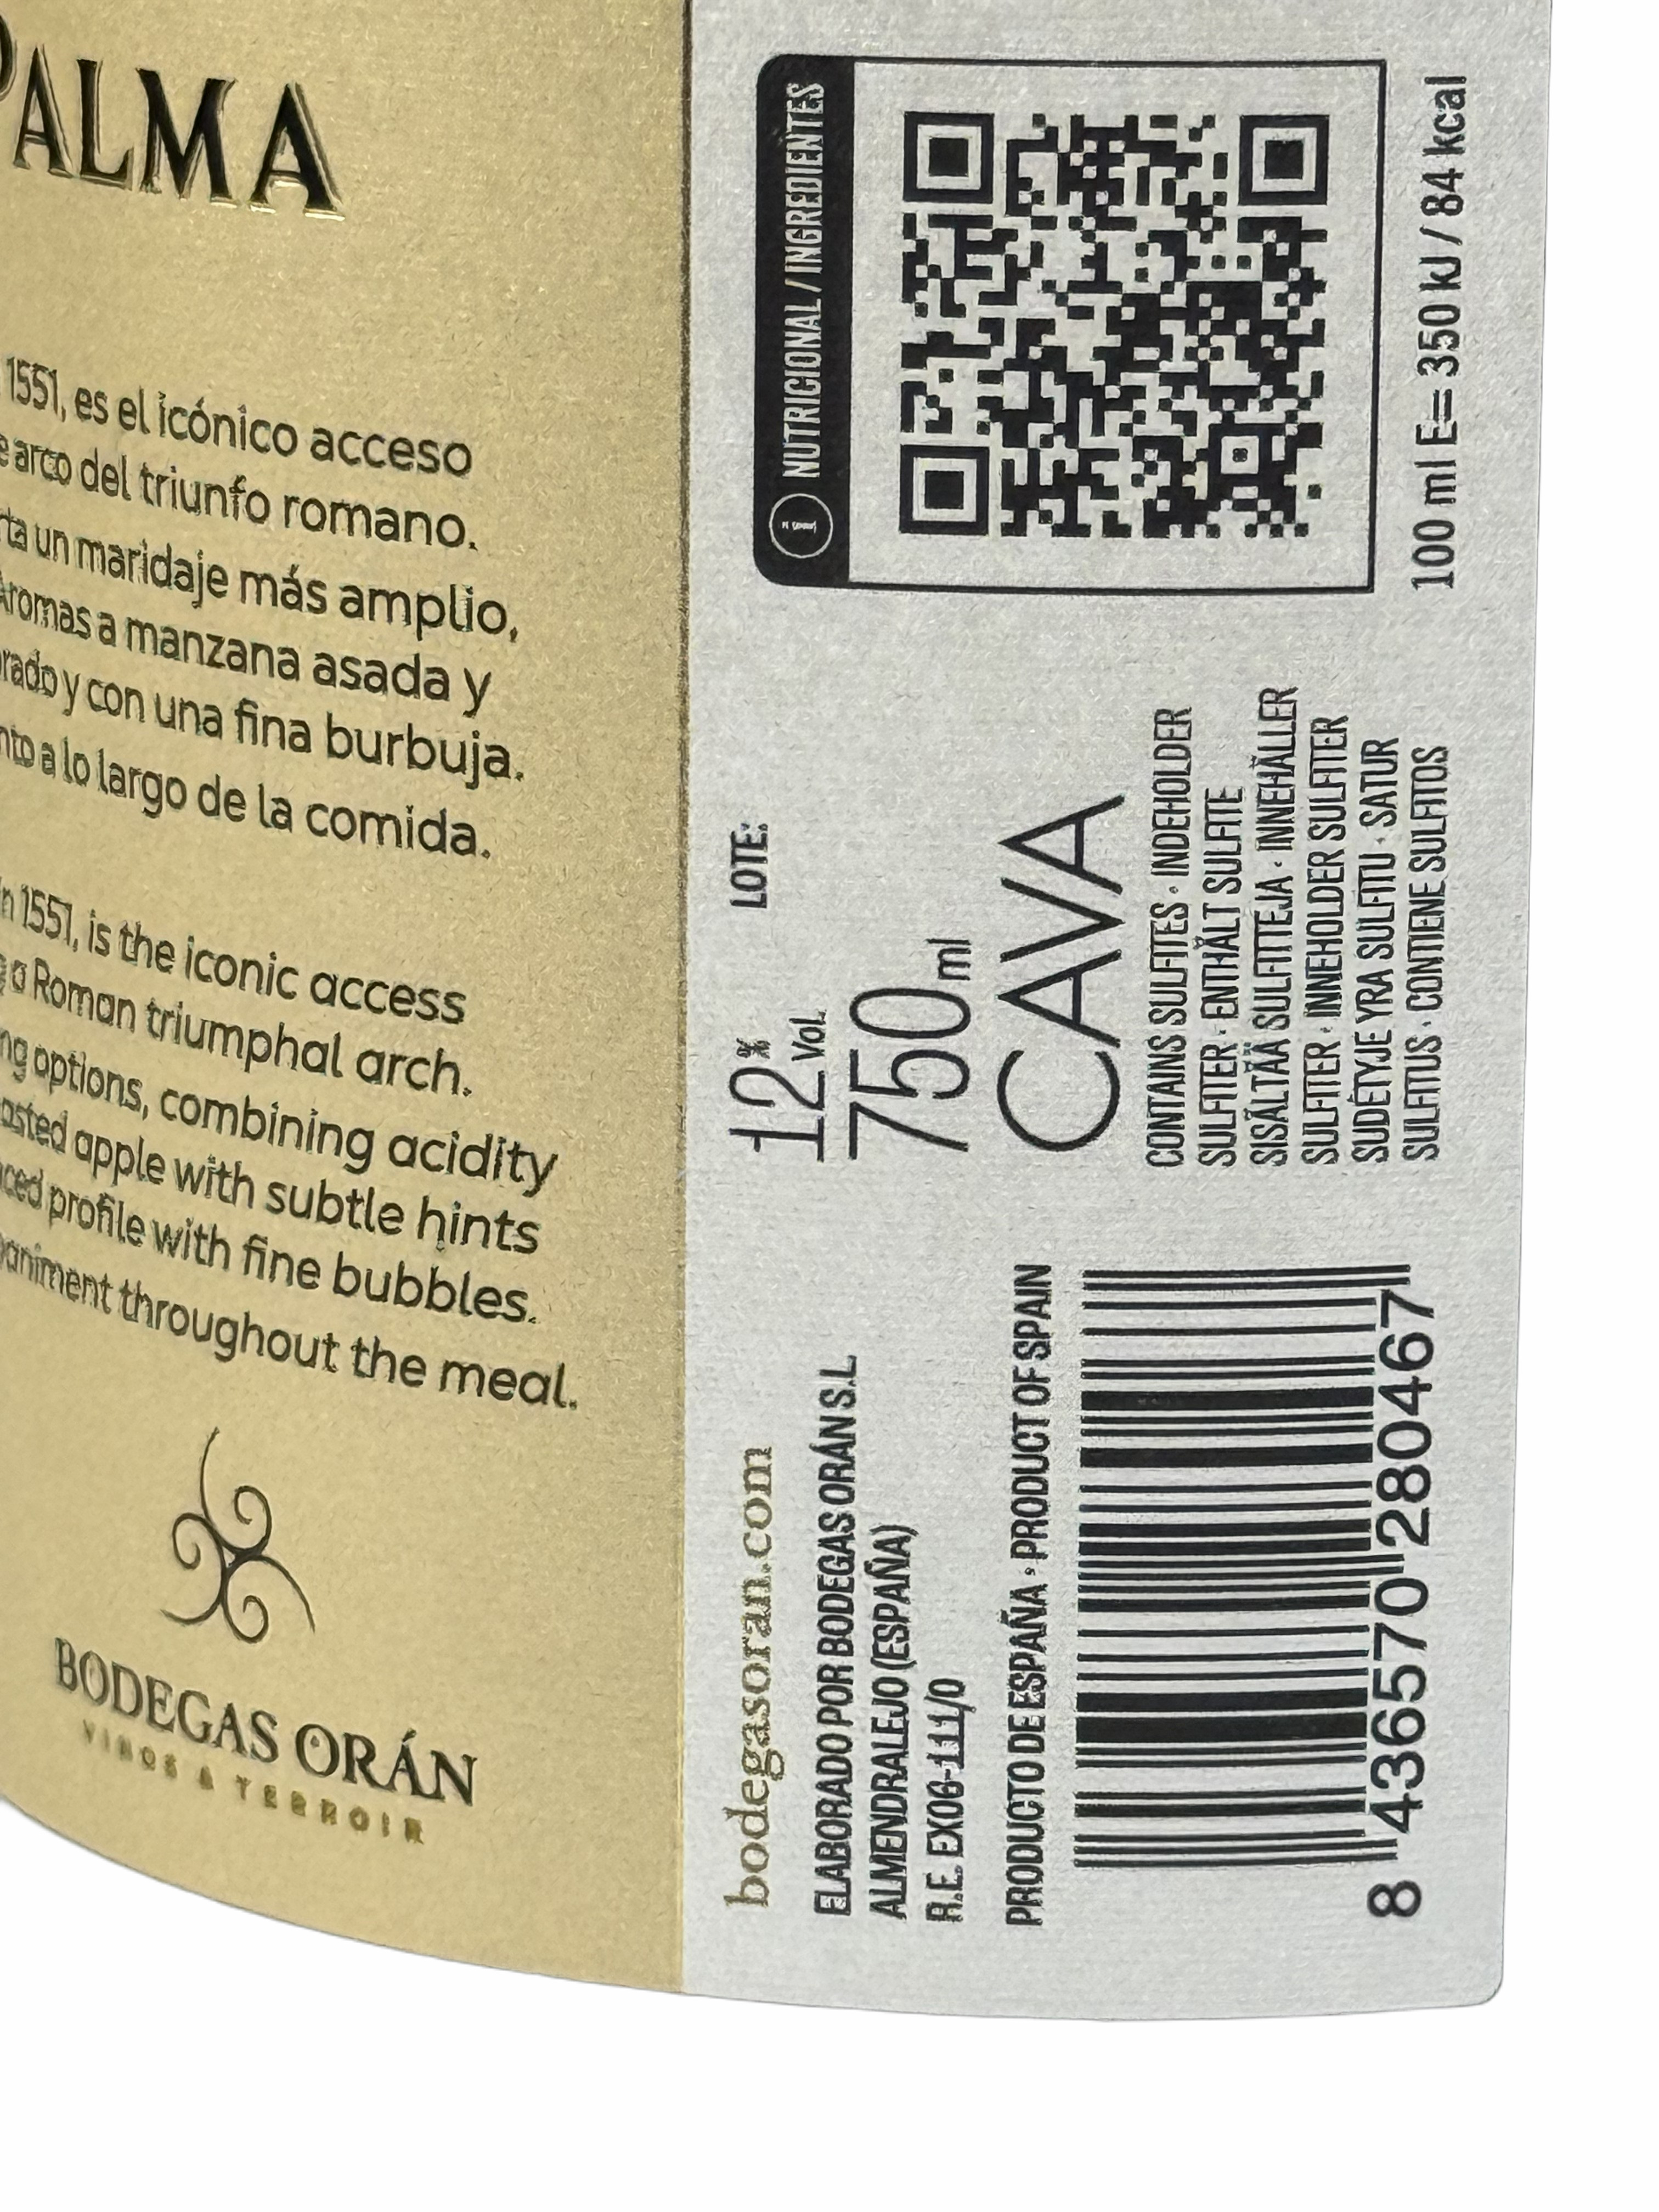 PALMA
1551, es el icónico acceso
arco del triunfo romano.
un maridaje más amplio,
Aromas a manzana asada y
y con una fina burbuja.
a lo largo de la comida.
1551, is the iconic access
a Roman triumphal arch.
options, combining acidity
apple with subtle hints
profile with fine bubbles.
throughout the meal.
BODEGAS ORÁN
VINOS & TERROIR
NUTRICIONAL / INGREDIENTES
100 ml E= 350 kJ / 84 kcal
LOTE:
12% Vol.
750 ml
CAVA
CONTAINS SULFITES · INDEHOLDER
SULFITER · ENTHÄLT SULFITE
SISÄLTÄÄ SULFITTEJA · INNEHÅLLER
SULFITER · INNEHOLDER SULFITTER
SUDĖTYJE YRA SULFITU · SATUR
SULFITUS · CONTIENE SULFITOS
bodegasoran.com
ELABORADO POR BODEGAS ORÁN S.L.
ALMENDRALEJO (ESPAÑA)
R.E. EX06-111/0
PRODUCTO DE ESPAÑA · PRODUCT OF SPAIN
8 436570 280467